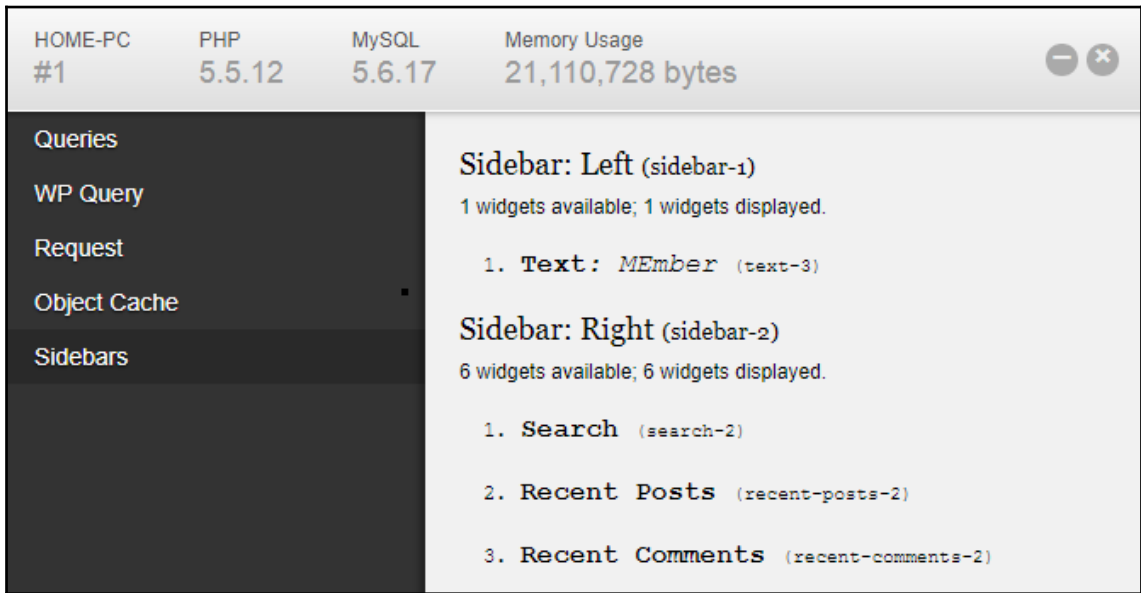 HOME-PC PHP MySQL Memory Usage
#1 5.5.12 5.6.17 21,110,728 bytes
Queries
WP Query
Request
Object Cache
Sidebars
Sidebar: Left (sidebar-1)
1 widgets available; 1 widgets displayed.
1. Text: MEmber (text-3)
Sidebar: Right (sidebar-2)
6 widgets available; 6 widgets displayed.
1. Search (search-2)
2. Recent Posts (recent-posts-2)
3. Recent Comments (recent-comments-2)